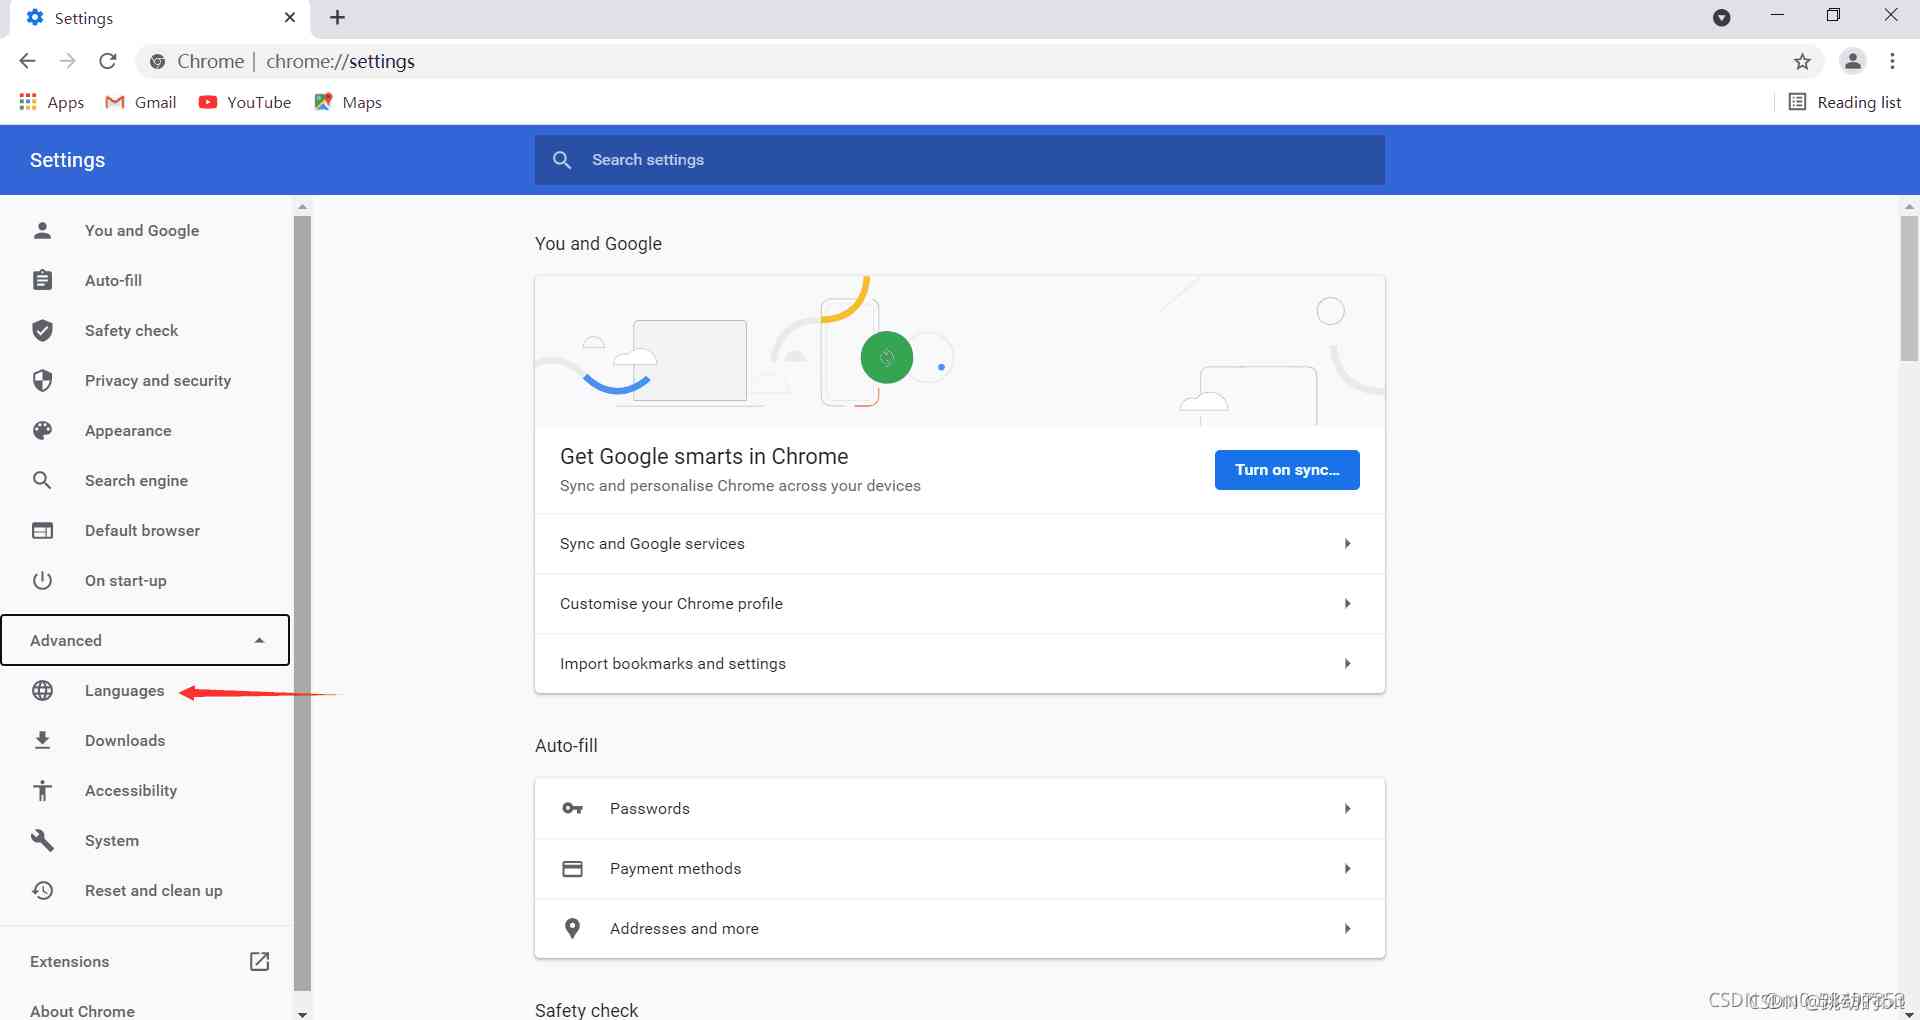 Settings
Chrome | chrome://settings
Apps Gmail YouTube Maps Reading list
Settings
Search settings
You and Google
Auto-fill
Safety check
Privacy and security
Appearance
Search engine
Default browser
On start-up
Advanced
Languages
Downloads
Accessibility
System
Reset and clean up
Extensions
About Chrome
You and Google
Get Google smarts in Chrome
Sync and personalise Chrome across your devices
Turn on sync...
Sync and Google services
Customise your Chrome profile
Import bookmarks and settings
Auto-fill
Passwords
Payment methods
Addresses and more
Safety check
CSDN